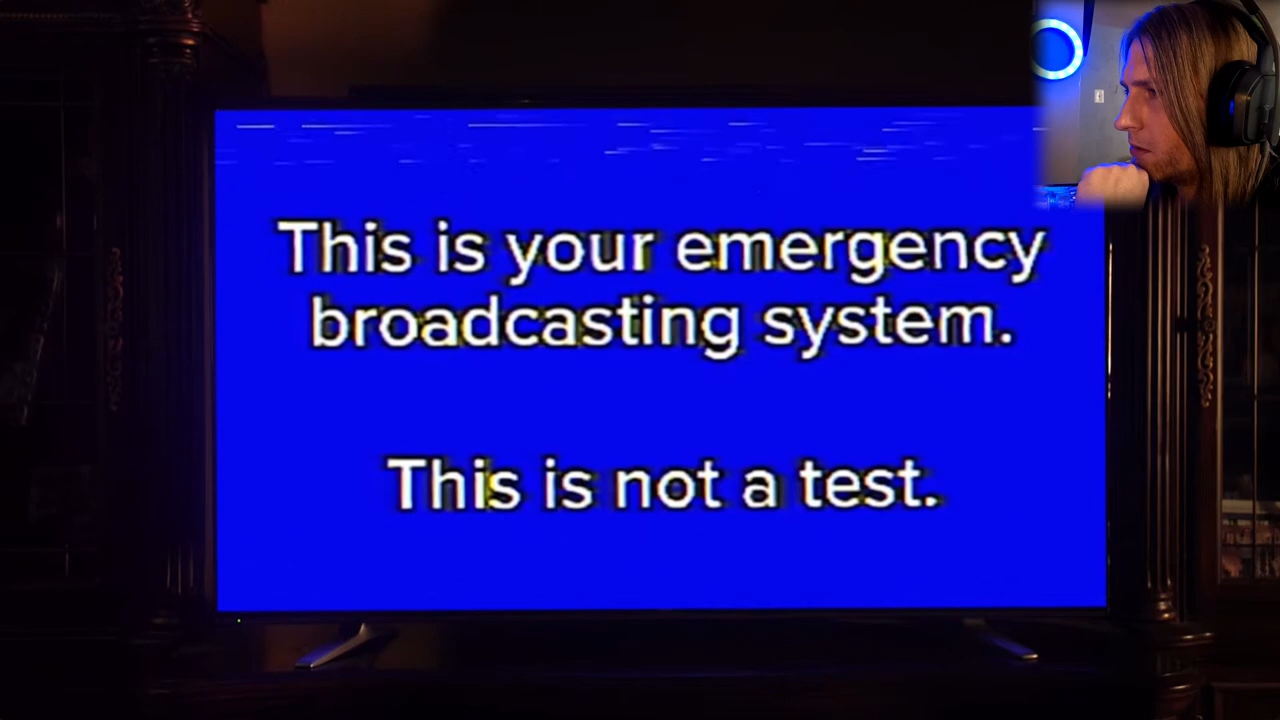 This is your emergency
broadcasting system.
This is not a test.